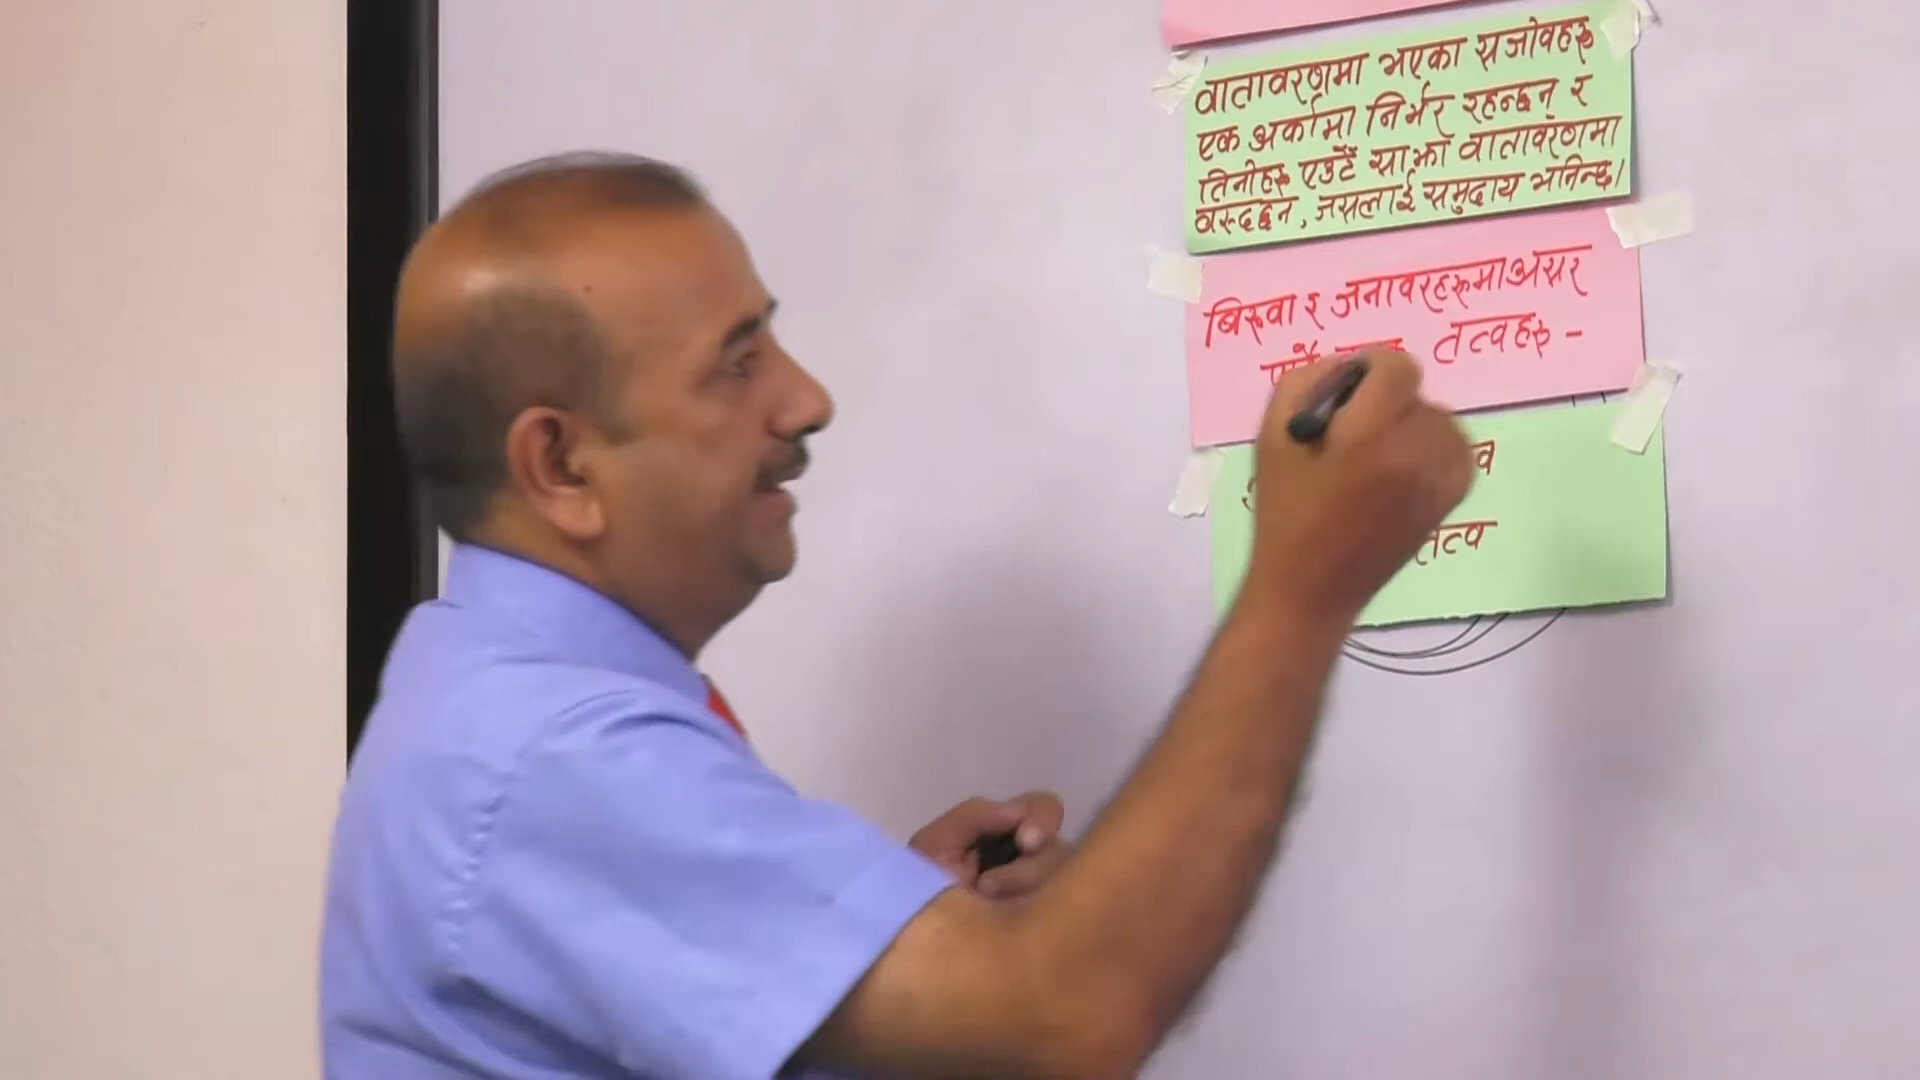 वातावरणमा भएका सजीवहरू
एक अर्कामा निर्भर रहन्छन् र
तिनीहरू एउटै साझा वातावरणमा
बस्दछन, जसलाई समुदाय भनिन्छ।
बिरूवा र जनावरहरूमा असर
तत्वहरु -
तत्व